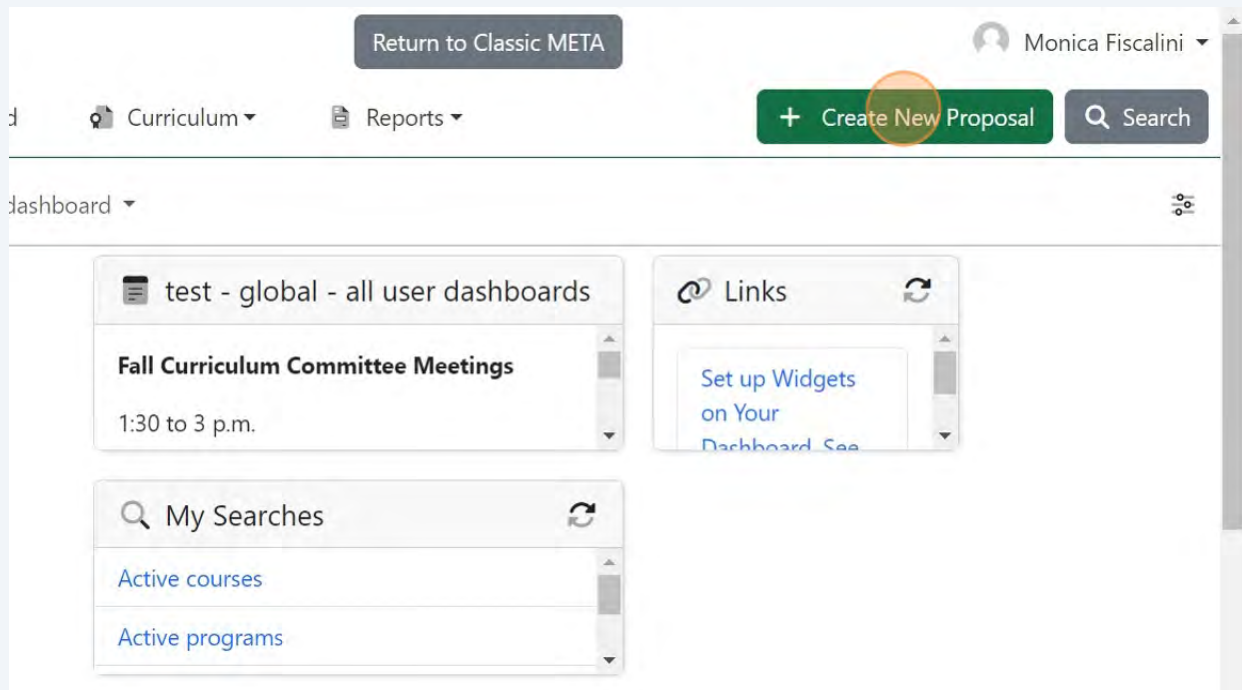 Return to Classic META
Monica Fiscalini
d
Curriculum
Reports
+ Create New Proposal
Search
dashboard
test - global - all user dashboards
Links
Fall Curriculum Committee Meetings
1:30 to 3 p.m.
Set up Widgets
on Your
Dashboard. See
My Searches
Active courses
Active programs